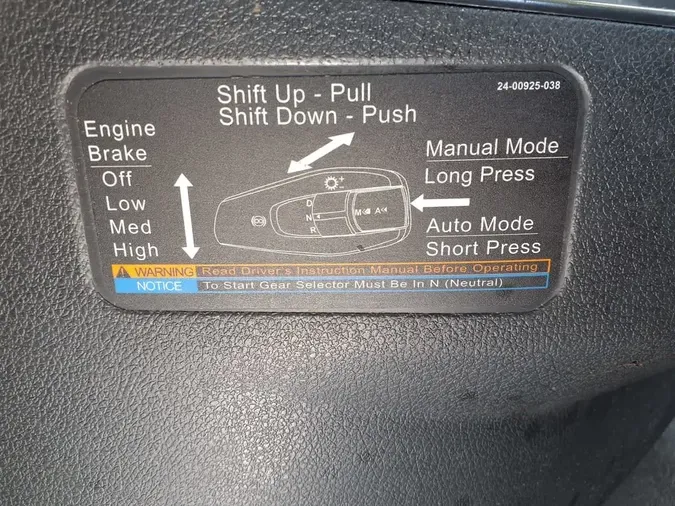 24-00925-038
Shift Up - Pull
Shift Down - Push
Engine
Brake
Off
Low
Med
High
D
N
R
+
-
M
A
Manual Mode
Long Press
Auto Mode
Short Press
WARNING Read Driver's Instruction Manual Before Operating
NOTICE To Start Gear Selector Must Be In N (Neutral)